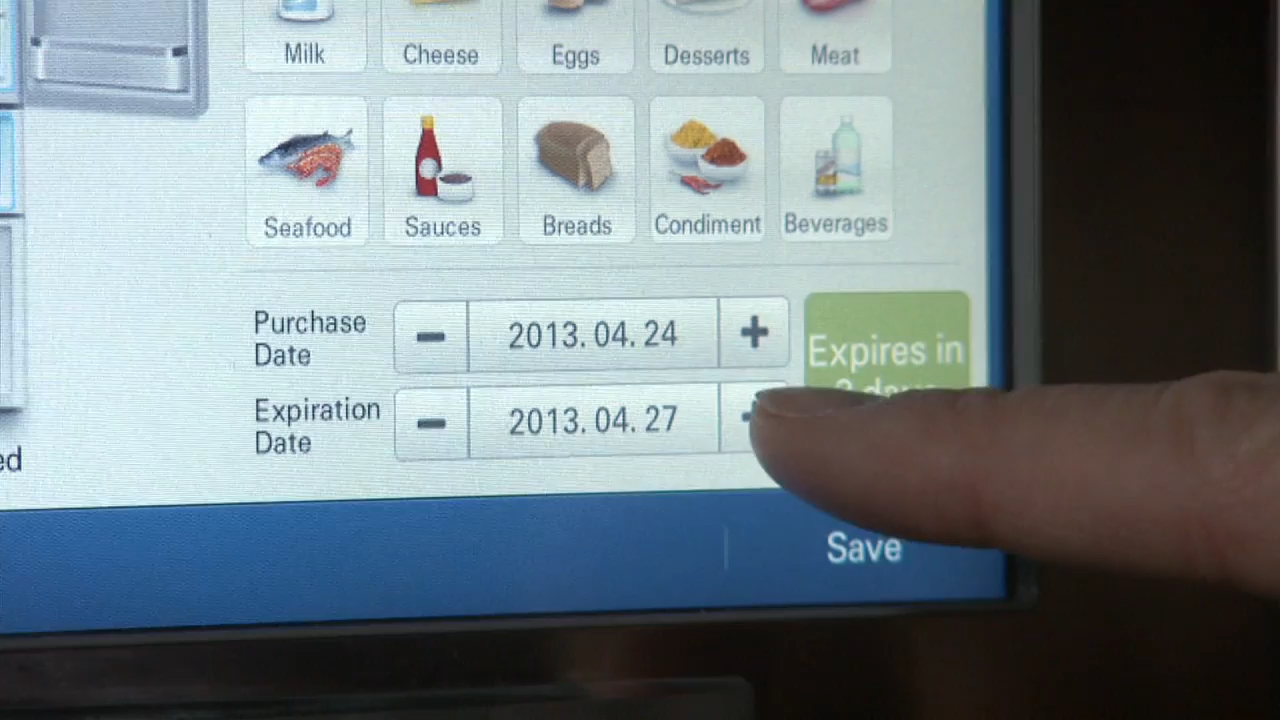 Milk
Cheese
Eggs
Desserts
Meat
Seafood
Sauces
Breads
Condiment
Beverages
Purchase
Date
2013.04.24
Expires in
Expiration
Date
2013.04.27
ed
Save